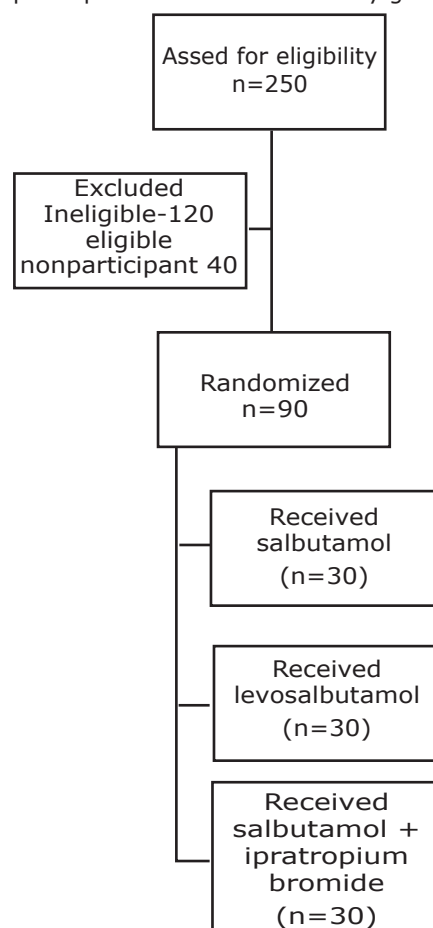 Assed for eligibility
n=250
Excluded
Ineligible-120
eligible
nonparticipant 40
Randomized
n=90
Received
salbutamol
(n=30)
Received
levosalbutamol
(n=30)
Received
salbutamol +
ipratropium
bromide
(n=30)